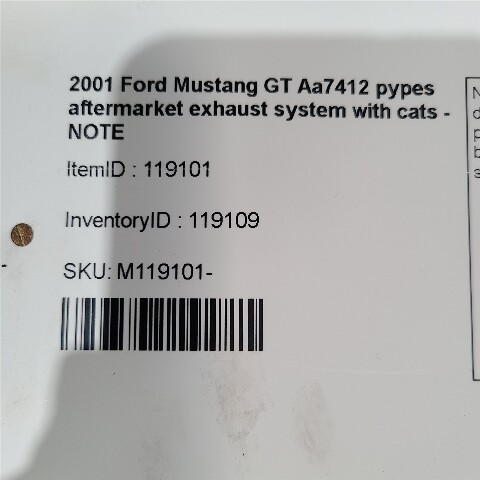 2001 Ford Mustang GT Aa7412 pypes
aftermarket exhaust system with cats -
NOTE
ItemID : 119101
InventoryID : 119109
SKU: M119101-